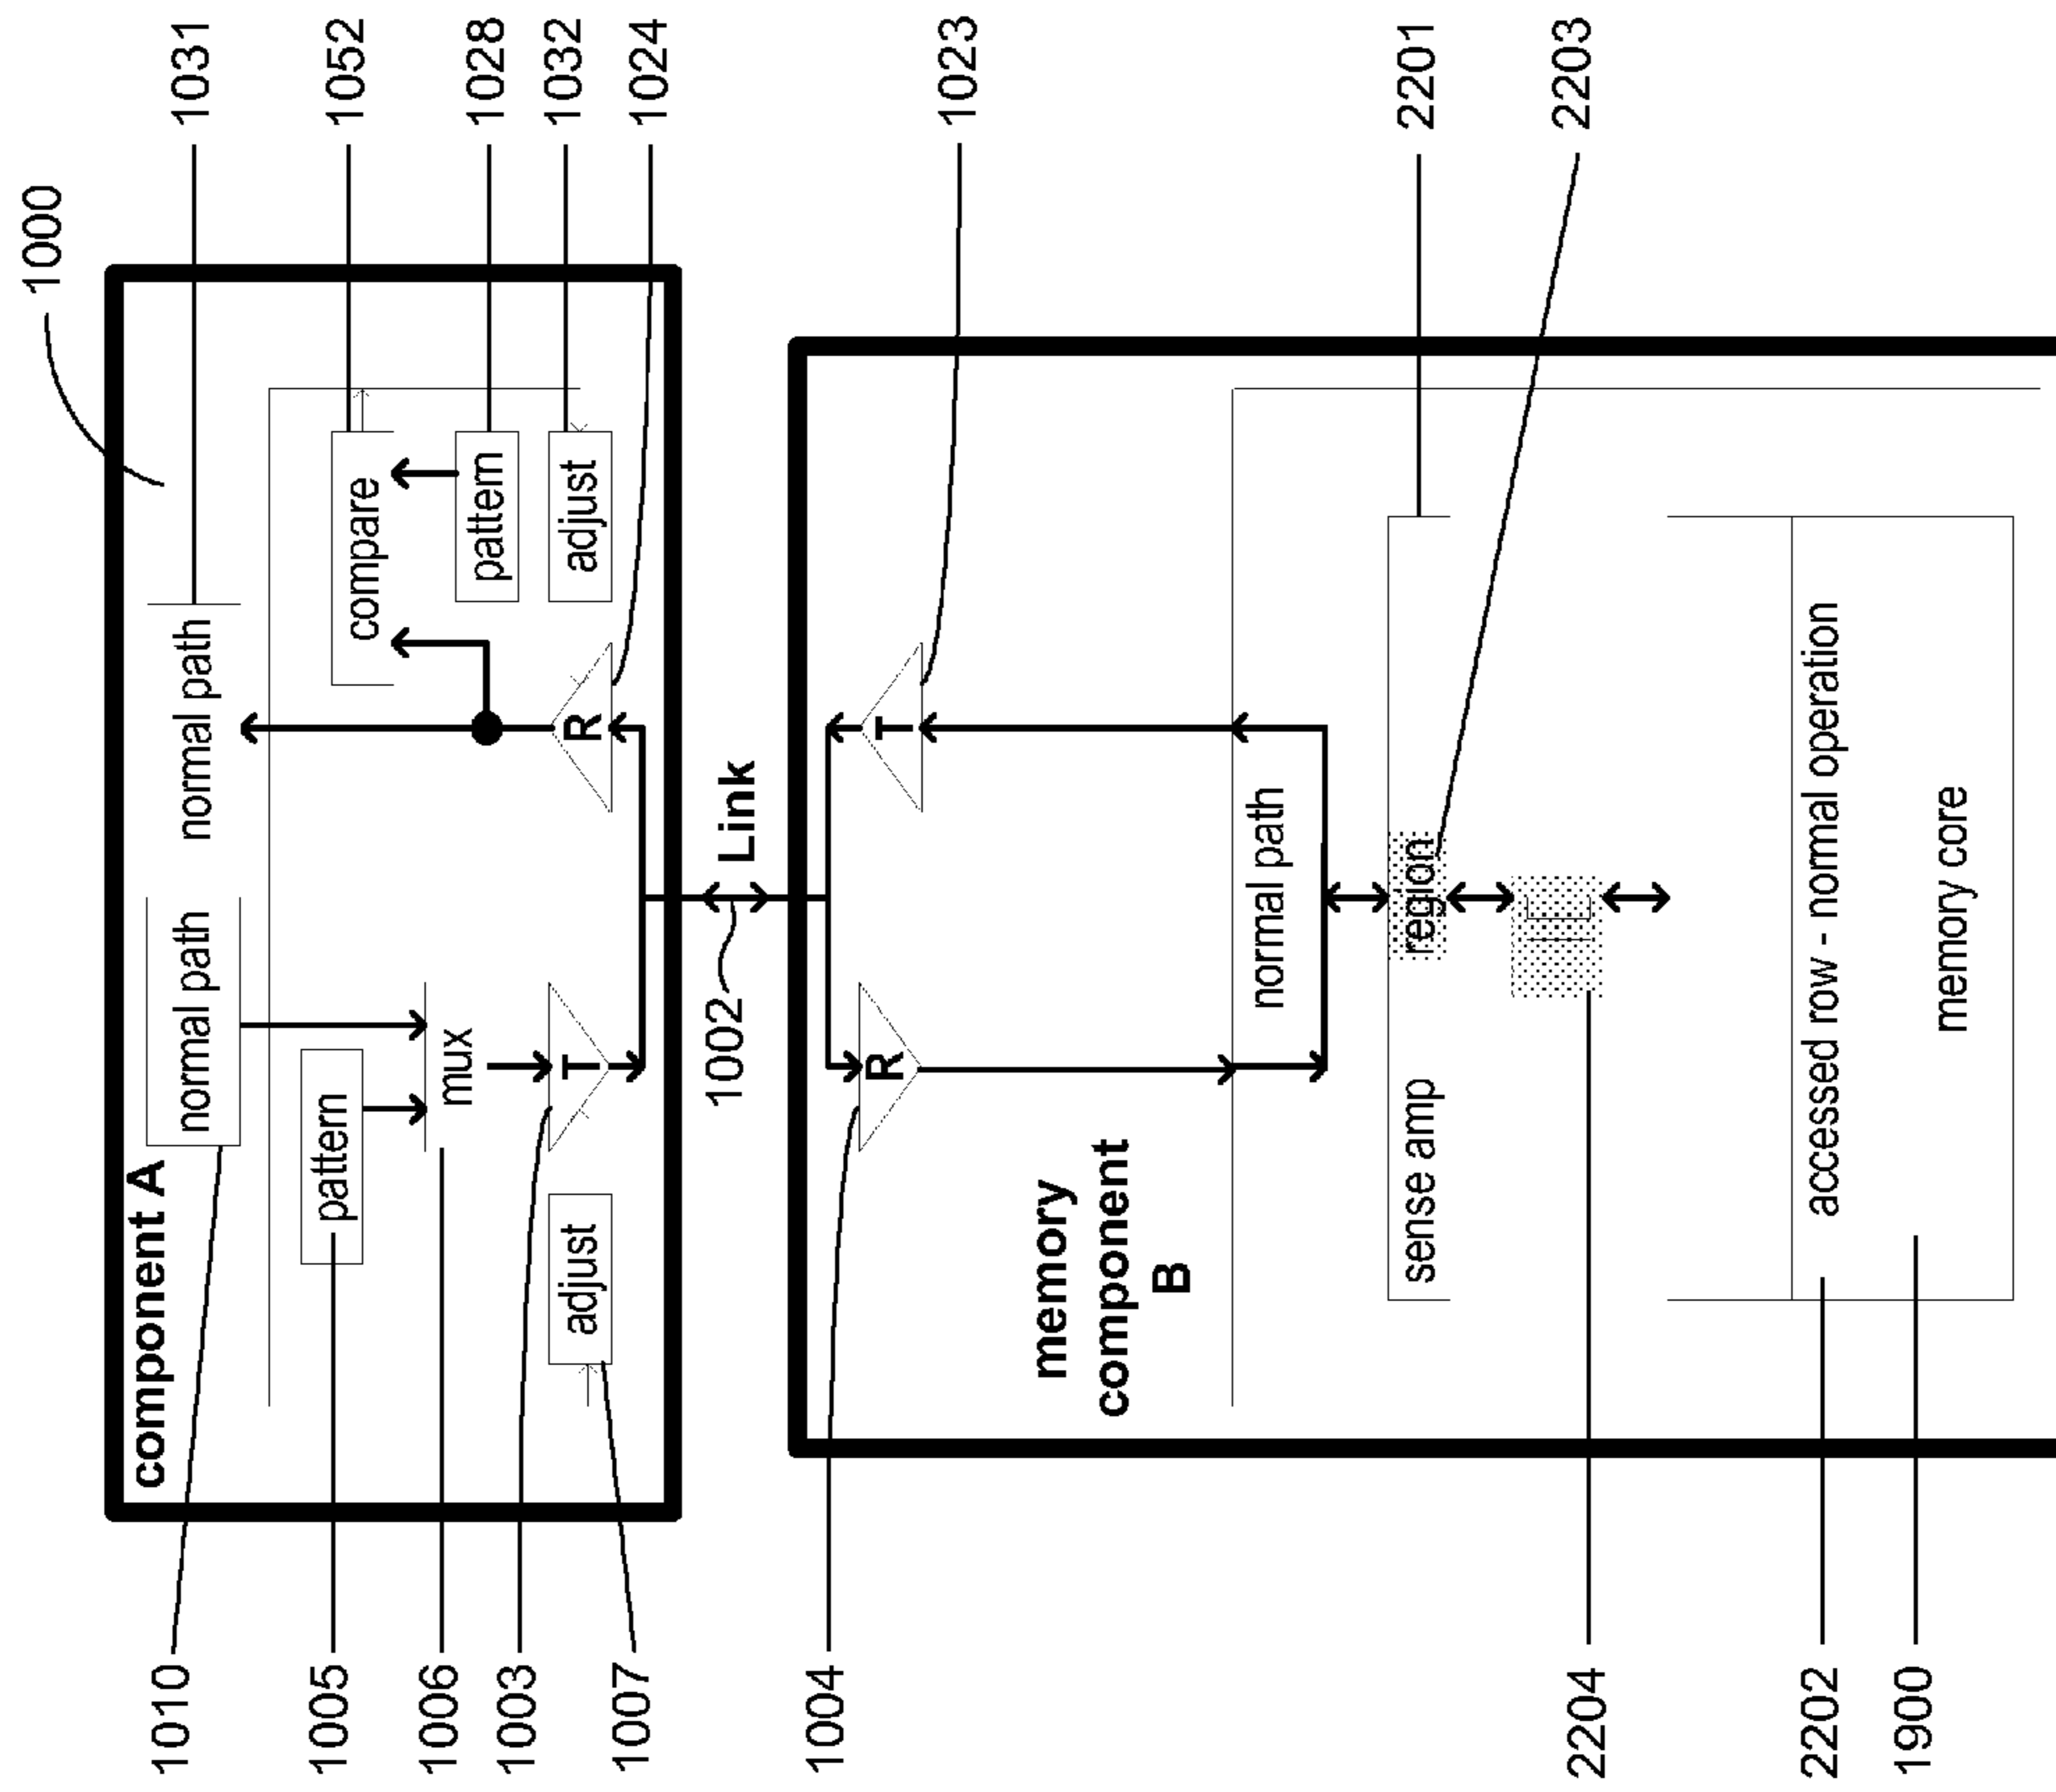 1000
1031
1052
1028
1032
1024
1023
2201
2203
component A
normal path
normal path
pattern
compare
mux
pattern
adjust
T
R
adjust
Link
1002
R
T
memory
component
B
normal path
sense amp
region
accessed row - normal operation
memory core
1010
1005
1006
1003
1007
1004
2204
2202
1900